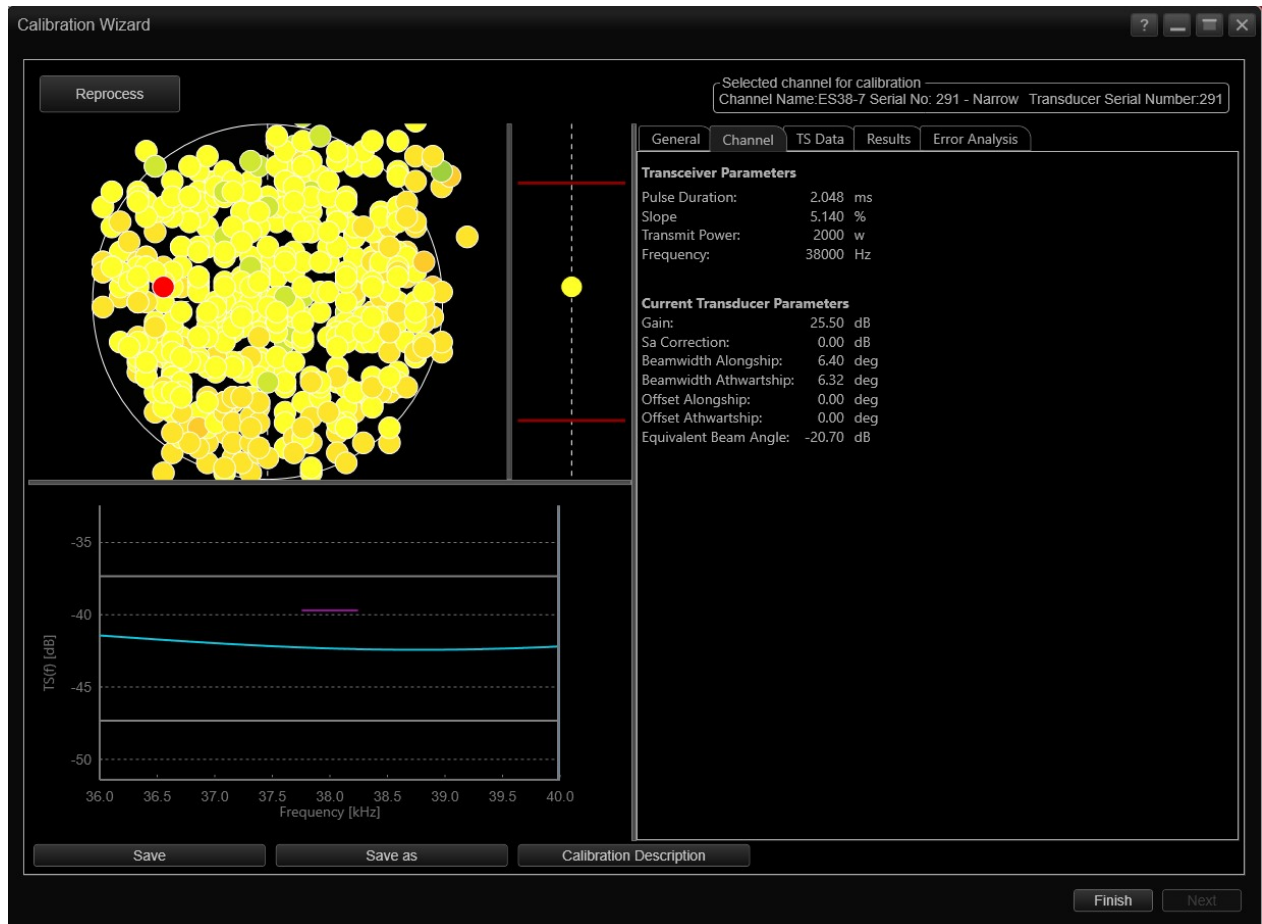 Calibration Wizard
?
Reprocess
Selected channel for calibration
Channel Name:ES38-7 Serial No: 291 - Narrow Transducer Serial Number:291
General Channel TS Data Results Error Analysis
Transceiver Parameters
Pulse Duration: 2.048 ms
Slope 5.140 %
Transmit Power: 2000 w
Frequency: 38000 Hz
Current Transducer Parameters
Gain: 25.50 dB
Sa Correction: 0.00 dB
Beamwidth Alongship: 6.40 deg
Beamwidth Athwartship: 6.32 deg
Offset Alongship: 0.00 deg
Offset Athwartship: 0.00 deg
Equivalent Beam Angle: -20.70 dB
TS(f) [dB]
-35
-40
-45
-50
36.0 36.5 37.0 37.5 38.0 38.5 39.0 39.5 40.0
Frequency [kHz]
Save Save as Calibration Description
Finish Next